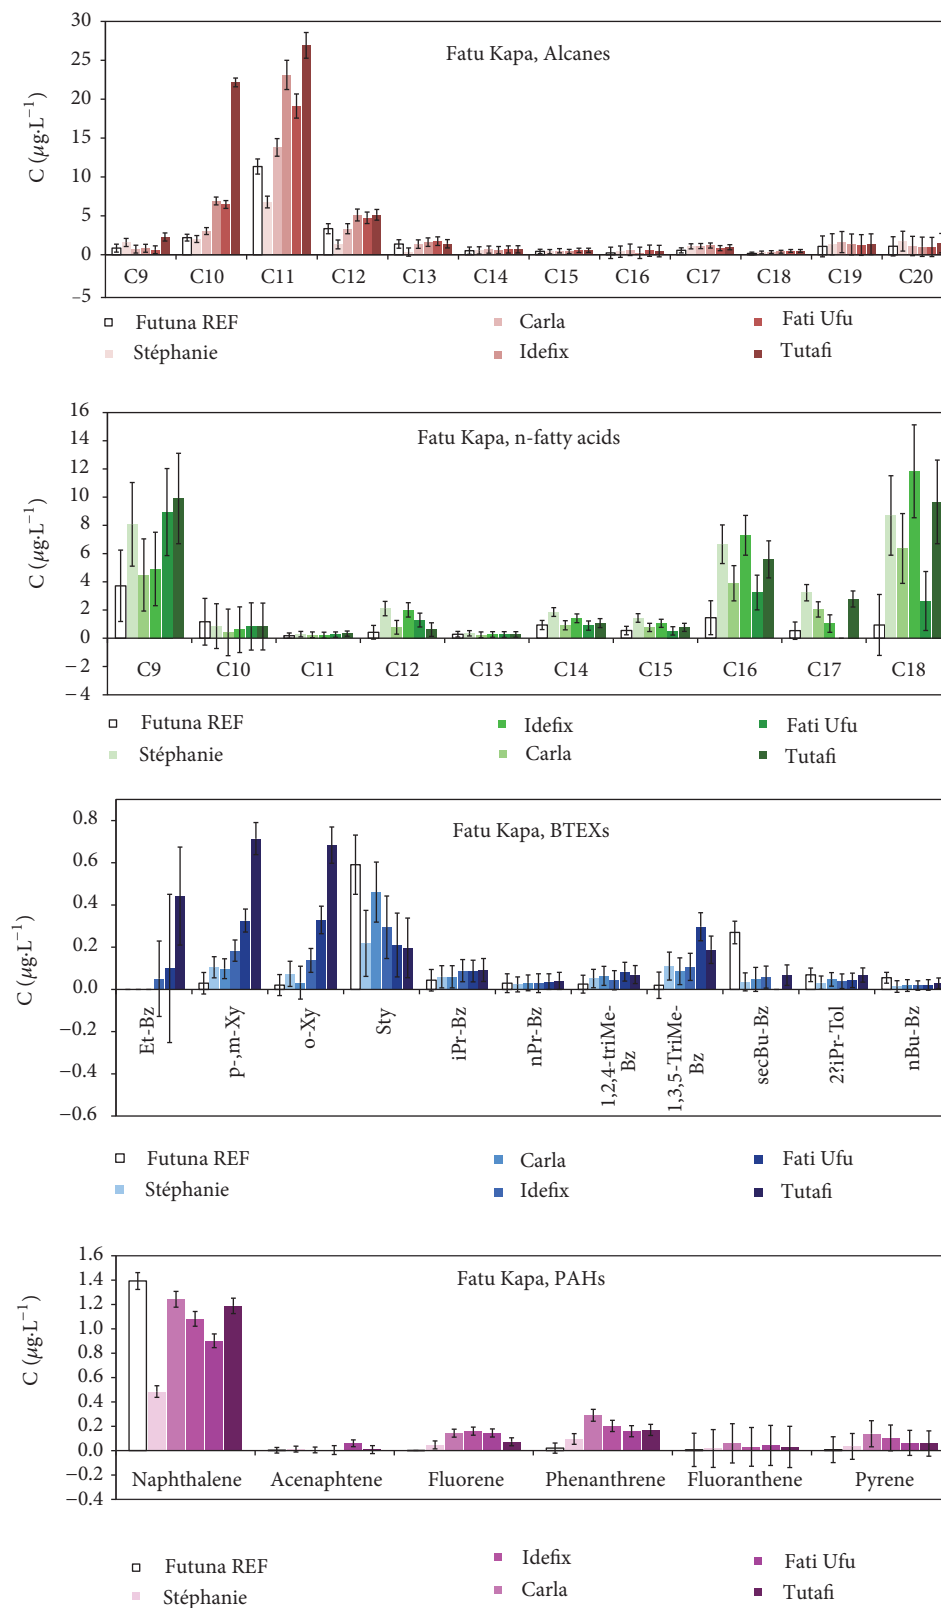 Fatu Kapa, Alcanes
C (µg·L⁻¹)
30
25
20
15
10
5
0
−5
C9 C10 C11 C12 C13 C14 C15 C16 C17 C18 C19 C20
Futuna REF Carla Fati Ufu
Stéphanie Idefix Tutafi
Fatu Kapa, n-fatty acids
C (µg·L⁻¹)
16
14
12
10
8
6
4
2
0
−2
−4
C9 C10 C11 C12 C13 C14 C15 C16 C17 C18
Futuna REF Idefix Fati Ufu
Stéphanie Carla Tutafi
Fatu Kapa, BTEXs
C (µg·L⁻¹)
0.8
0.6
0.4
0.2
0.0
−0.2
−0.4
−0.6
Et-Bz
p-,m-Xy
o-Xy
Sty
iPr-Bz
nPr-Bz
1,2,4-triMe-
Bz
1,3,5-TriMe-
Bz
secBu-Bz
2?iPr-Tol
nBu-Bz
Futuna REF Carla Fati Ufu
Stéphanie Idefix Tutafi
Fatu Kapa, PAHs
C (µg·L⁻¹)
1.6
1.4
1.2
1.0
0.8
0.6
0.4
0.2
0.0
−0.2
−0.4
Naphthalene Acenaphtene Fluorene Phenanthrene Fluoranthene Pyrene
Futuna REF Idefix Fati Ufu
Stéphanie Carla Tutafi